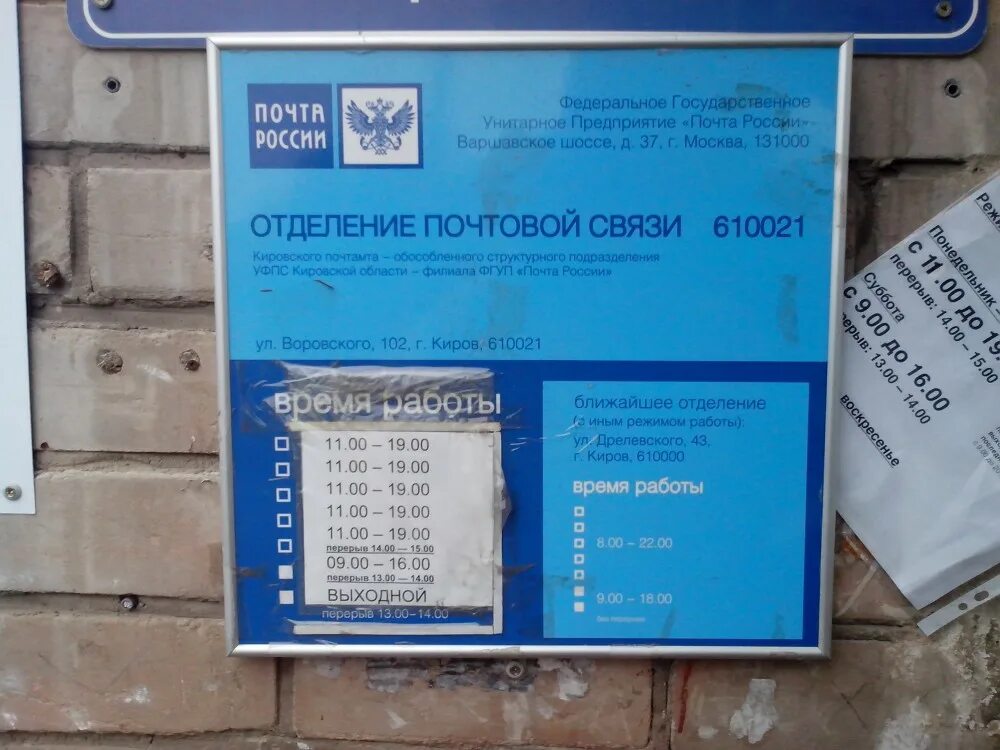 ПОЧТА
РОССИИ
Федеральное Государственное
Унитарное Предприятие «Почта России»
Варшавское шоссе, д. 37, г. Москва, 131000
ОТДЕЛЕНИЕ ПОЧТОВОЙ СВЯЗИ 610021
Кировского почтамта – обособленного структурного подразделения
УФПС Кировской области – филиала ФГУП «Почта России»
ул. Воровского, 102, г. Киров, 610021
время работы
11.00 – 19.00
11.00 – 19.00
11.00 – 19.00
11.00 – 19.00
11.00 – 19.00
перерыв 14.00 — 15.00
09.00 – 16.00
перерыв 13.00 — 14.00
ВЫХОДНОЙ
перерыв 13.00-14.00
ближайшее отделение
(с иным режимом работы):
ул. Дрелевского, 43,
г. Киров, 610000
время работы
8.00 – 22.00
9.00 – 18.00
без перерыва
Понедельник –
с 11.00 до 19
перерыв: 14.00 – 15.00
Суббота
с 9.00 до 16.00
перерыв: 13.00 – 14.00
воскресенье